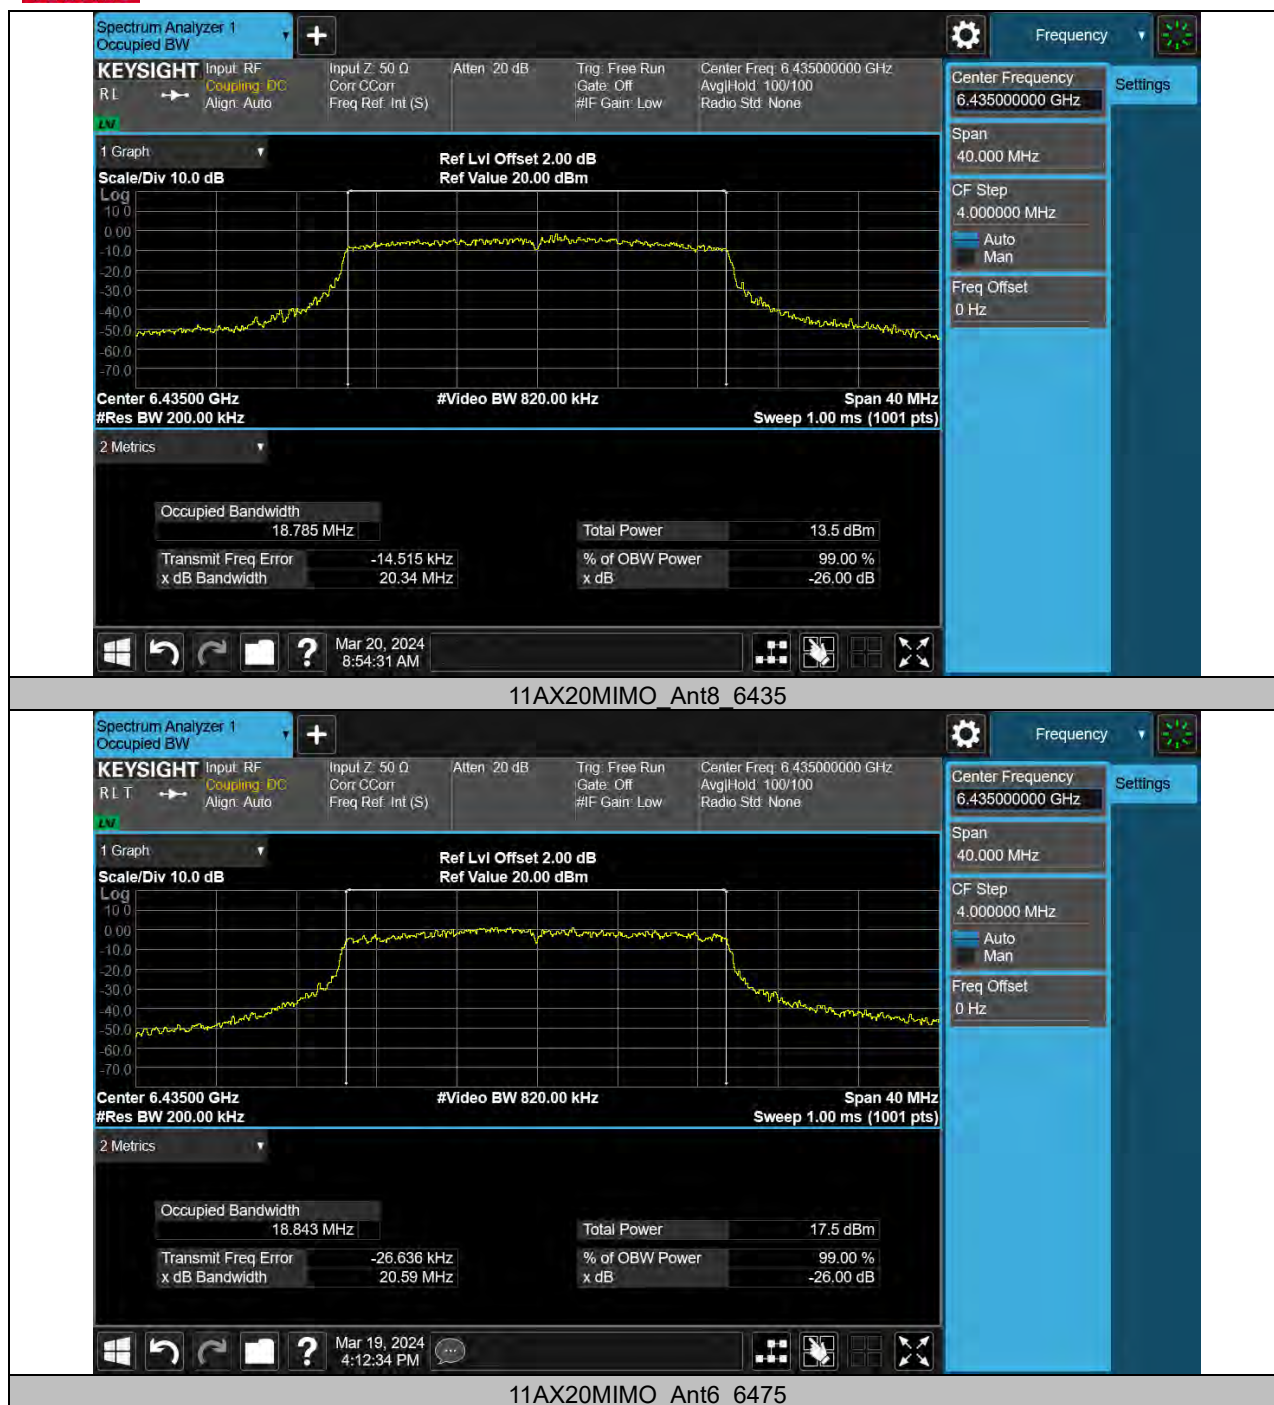 Spectrum Analyzer 1
Occupied BW
Frequency
KEYSIGHT
R L
Input: RF
Coupling: DC
Align: Auto
Input Z: 50 Ω
Corr CCorr
Freq Ref: Int (S)
Atten: 20 dB
Trig: Free Run
Gate: Off
#IF Gain: Low
Center Freq: 6.435000000 GHz
Avg|Hold: 100/100
Radio Std: None
LXI
Center Frequency
6.435000000 GHz
Settings
Span
40.000 MHz
CF Step
4.000000 MHz
Auto
Man
Freq Offset
0 Hz
1 Graph
Scale/Div 10.0 dB
Ref Lvl Offset 2.00 dB
Ref Value 20.00 dBm
Log
10.0
0.00
-10.0
-20.0
-30.0
-40.0
-50.0
-60.0
-70.0
Center 6.43500 GHz
#Res BW 200.00 kHz
#Video BW 820.00 kHz
Span 40 MHz
Sweep 1.00 ms (1001 pts)
2 Metrics
Occupied Bandwidth
18.785 MHz
Transmit Freq Error -14.515 kHz
x dB Bandwidth 20.34 MHz
Total Power 13.5 dBm
% of OBW Power 99.00 %
x dB -26.00 dB
?
Mar 20, 2024
8:54:31 AM
11AX20MIMO_Ant8_6435
Spectrum Analyzer 1
Occupied BW
Frequency
KEYSIGHT
R L T
Input: RF
Coupling: DC
Align: Auto
Input Z: 50 Ω
Corr CCorr
Freq Ref: Int (S)
Atten: 20 dB
Trig: Free Run
Gate: Off
#IF Gain: Low
Center Freq: 6.435000000 GHz
Avg|Hold: 100/100
Radio Std: None
LXI
Center Frequency
6.435000000 GHz
Settings
Span
40.000 MHz
CF Step
4.000000 MHz
Auto
Man
Freq Offset
0 Hz
1 Graph
Scale/Div 10.0 dB
Ref Lvl Offset 2.00 dB
Ref Value 20.00 dBm
Log
10.0
0.00
-10.0
-20.0
-30.0
-40.0
-50.0
-60.0
-70.0
Center 6.43500 GHz
#Res BW 200.00 kHz
#Video BW 820.00 kHz
Span 40 MHz
Sweep 1.00 ms (1001 pts)
2 Metrics
Occupied Bandwidth
18.843 MHz
Transmit Freq Error -26.636 kHz
x dB Bandwidth 20.59 MHz
Total Power 17.5 dBm
% of OBW Power 99.00 %
x dB -26.00 dB
?
Mar 19, 2024
4:12:34 PM
11AX20MIMO_Ant6_6475